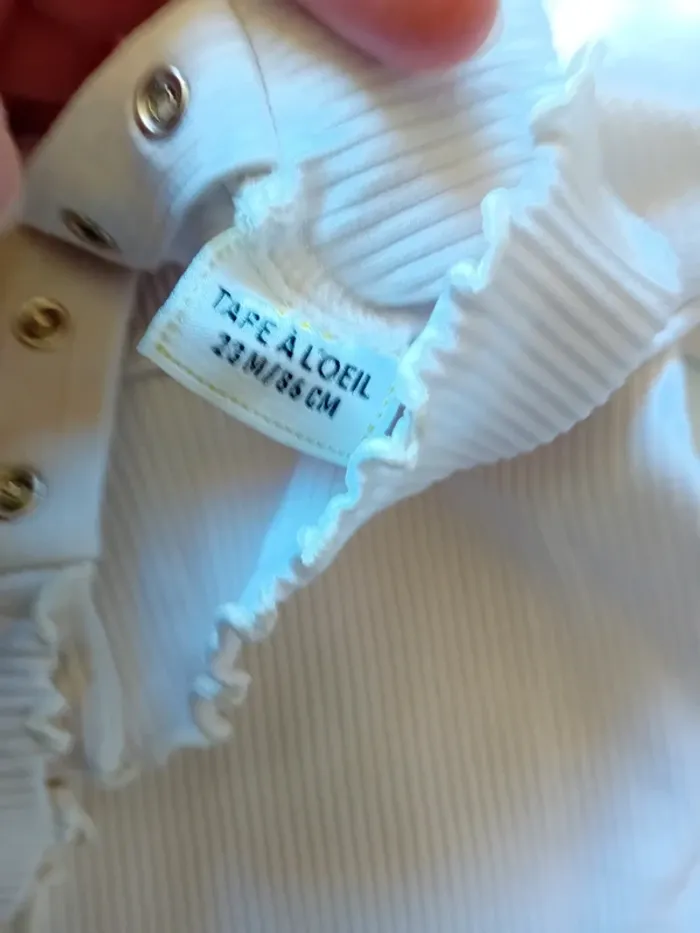 TAPE À L'OEIL
23 M/86 CM